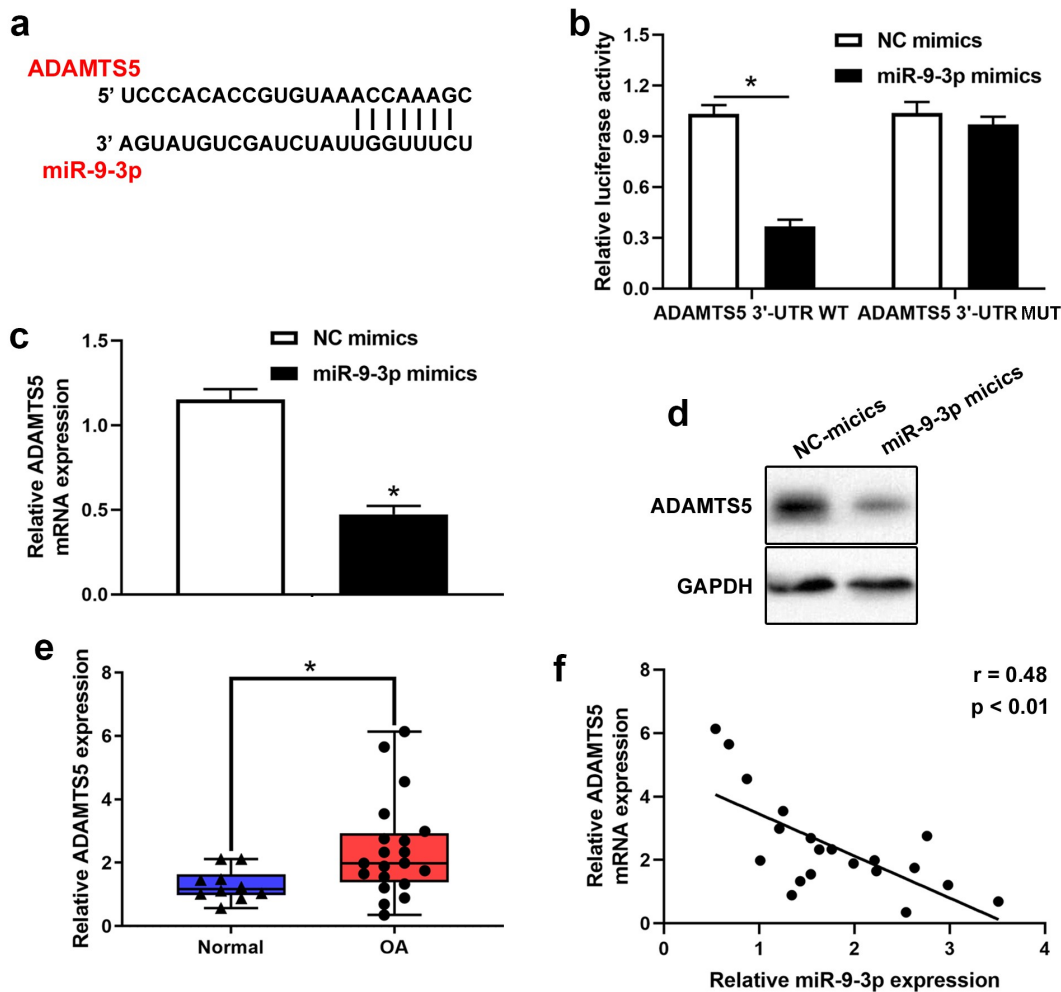 a
ADAMTS5
5’ UCCCACACCGUGUAAACCAAAGC
3’ AGUAUGUCGAUCUAUUGGUUUCU
miR-9-3p
b
Relative luciferase activity
1.5
1.2
0.9
0.6
0.3
0.0
NC mimics
miR-9-3p mimics
*
ADAMTS5 3'-UTR WT
ADAMTS5 3'-UTR MUT
c
Relative ADAMTS5
mRNA expression
1.5
1.0
0.5
0.0
NC mimics
miR-9-3p mimics
*
d
NC-micics
miR-9-3p micics
ADAMTS5
GAPDH
e
Relative ADAMTS5 expression
8
6
4
2
0
*
Normal
OA
f
Relative ADAMTS5
mRNA expression
8
6
4
2
0
r = 0.48
p < 0.01
0
1
2
3
4
Relative miR-9-3p expression